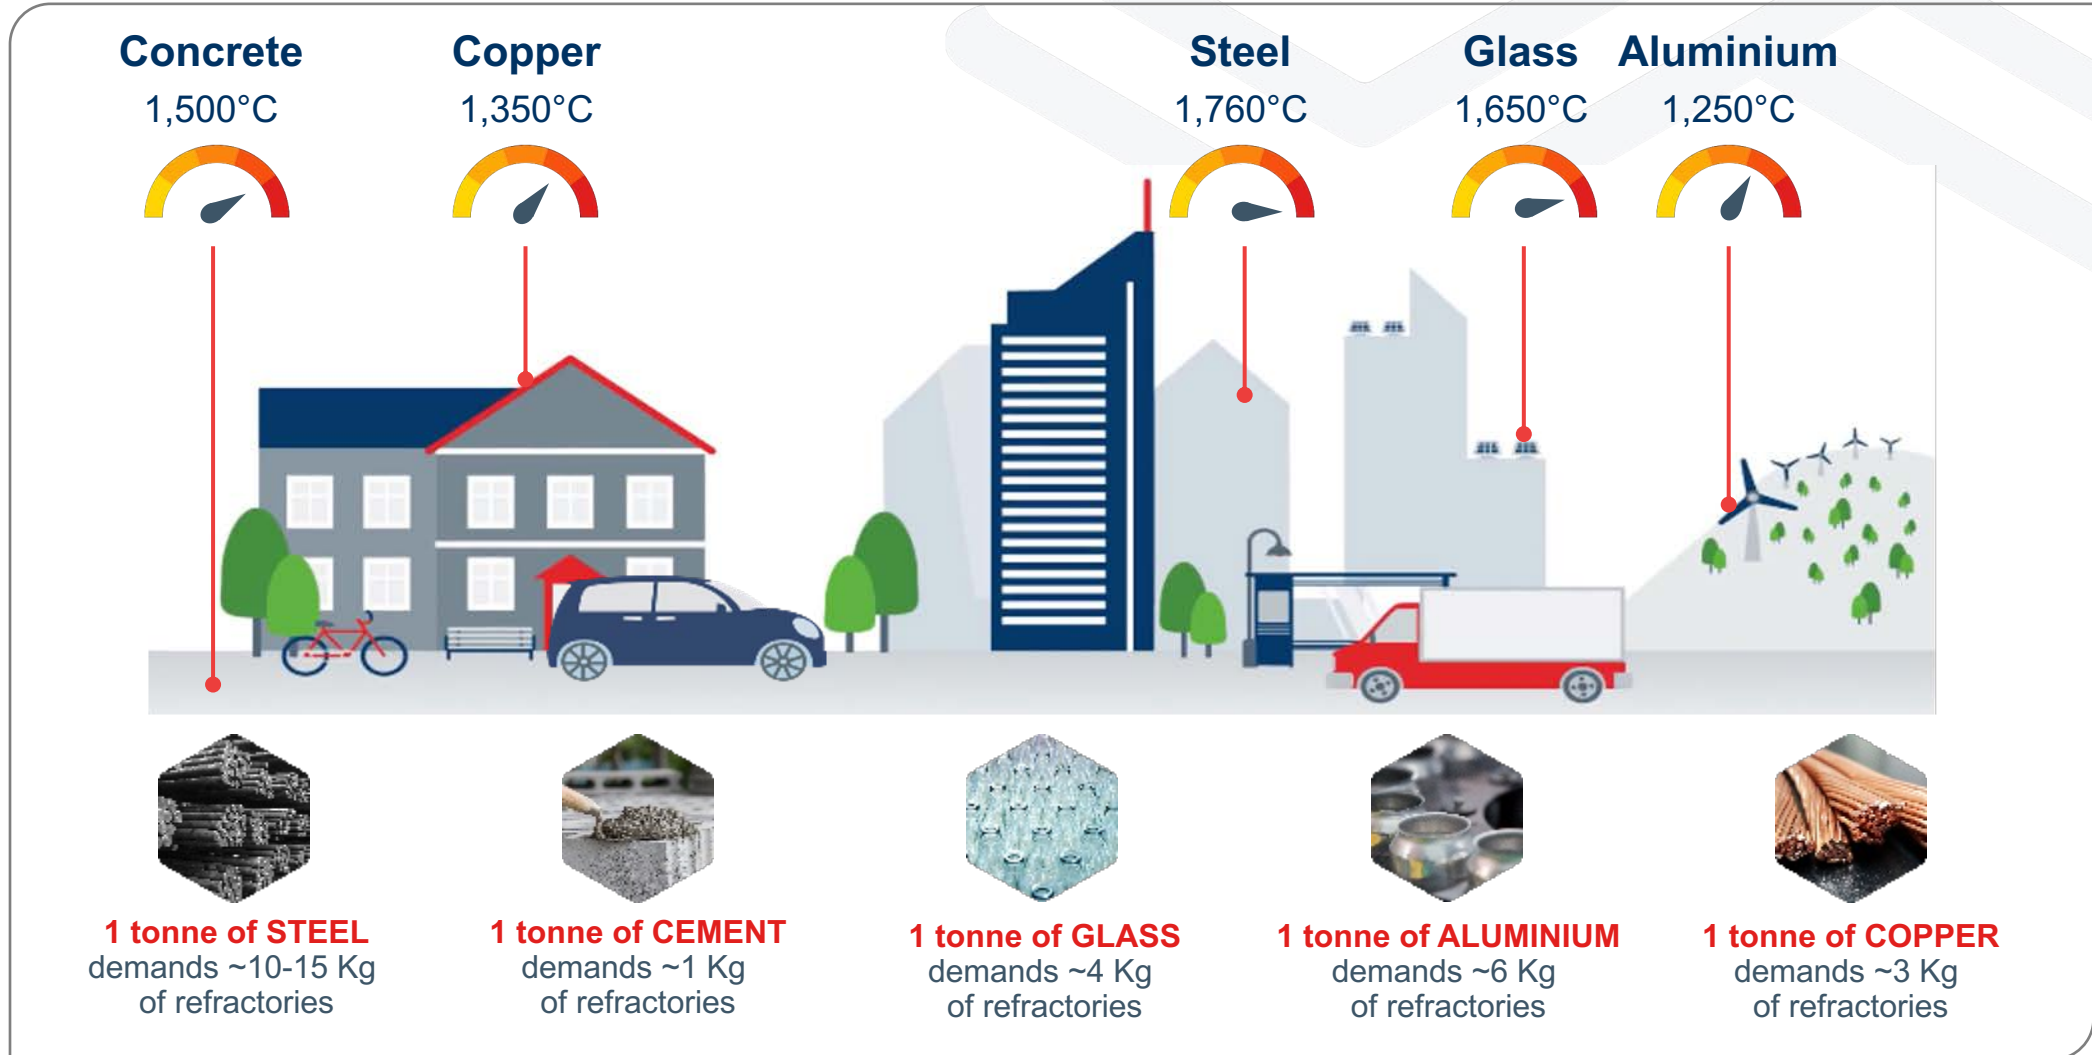 Concrete
1,500°C
Copper
1,350°C
Steel
1,760°C
Glass
1,650°C
Aluminium
1,250°C
1 tonne of STEEL
demands ~10-15 Kg
of refractories
1 tonne of CEMENT
demands ~1 Kg
of refractories
1 tonne of GLASS
demands ~4 Kg
of refractories
1 tonne of ALUMINIUM
demands ~6 Kg
of refractories
1 tonne of COPPER
demands ~3 Kg
of refractories